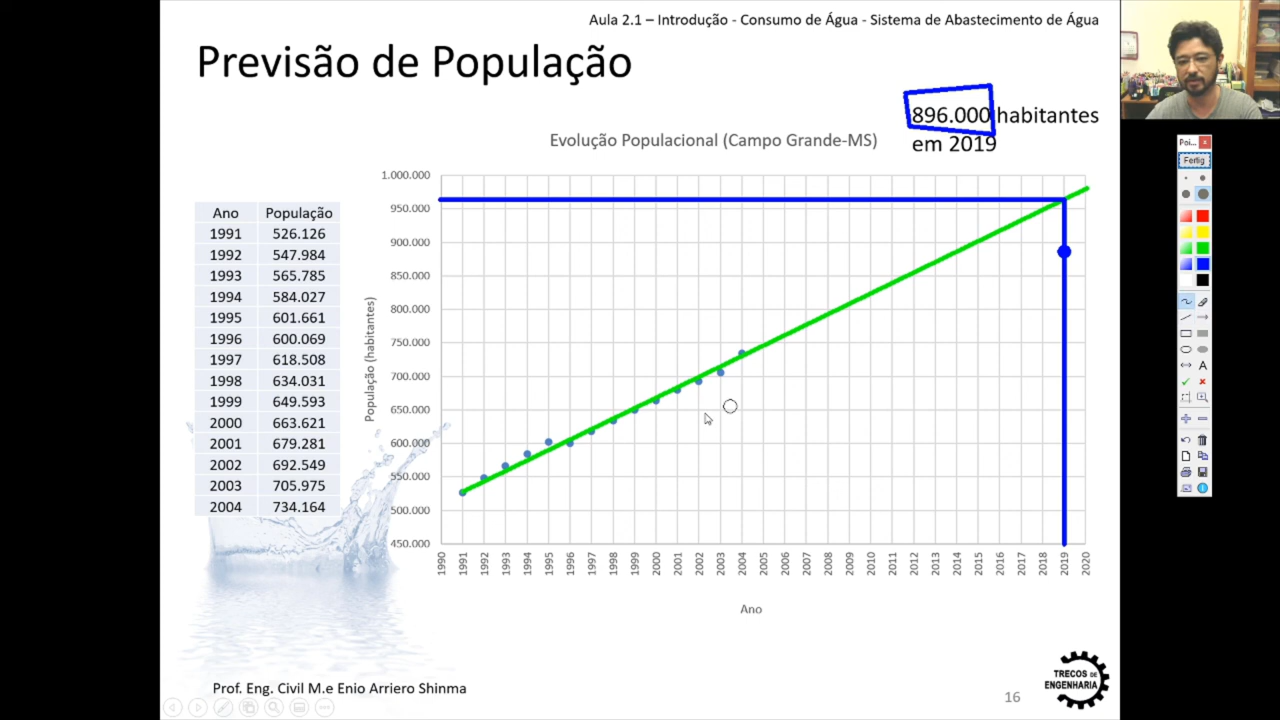 Aula 2.1 – Introdução - Consumo de Água - Sistema de Abastecimento de Água
Previsão de População
896.000 habitantes
em 2019
Evolução Populacional (Campo Grande-MS)
Ano População
1991 526.126
1992 547.984
1993 565.785
1994 584.027
1995 601.661
1996 600.069
1997 618.508
1998 634.031
1999 649.593
2000 663.621
2001 679.281
2002 692.549
2003 705.975
2004 734.164
População (habitantes)
1.000.000
950.000
900.000
850.000
800.000
750.000
700.000
650.000
600.000
550.000
500.000
450.000
1990 1991 1992 1993 1994 1995 1996 1997 1998 1999 2000 2001 2002 2003 2004 2005 2006 2007 2008 2009 2010 2011 2012 2013 2014 2015 2016 2017 2018 2019 2020
Ano
Prof. Eng. Civil M.e Enio Arriero Shinma
16
TRECOS DE
ENGENHARIA
Poi...
Fertig
A